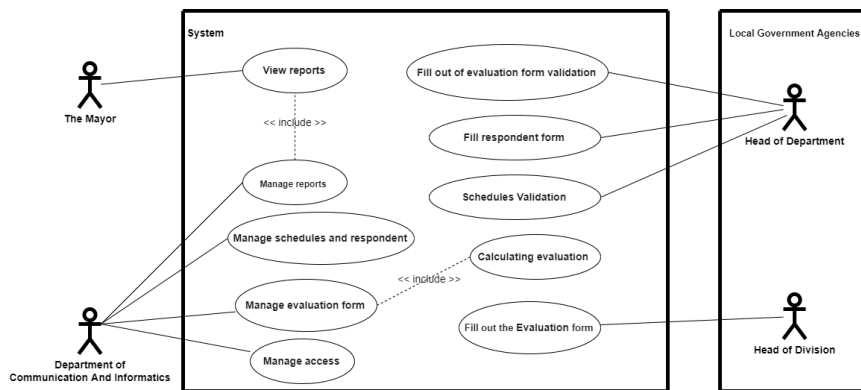 System
Local Government Agencies
View reports
Fill out of evaluation form validation
The Mayor
<< include >>
Fill respondent form
Head of Department
Manage reports
Schedules Validation
Manage schedules and respondent
Calculating evaluation
<< include >>
Manage evaluation form
Fill out the Evaluation form
Manage access
Department of
Communication And Informatics
Head of Division